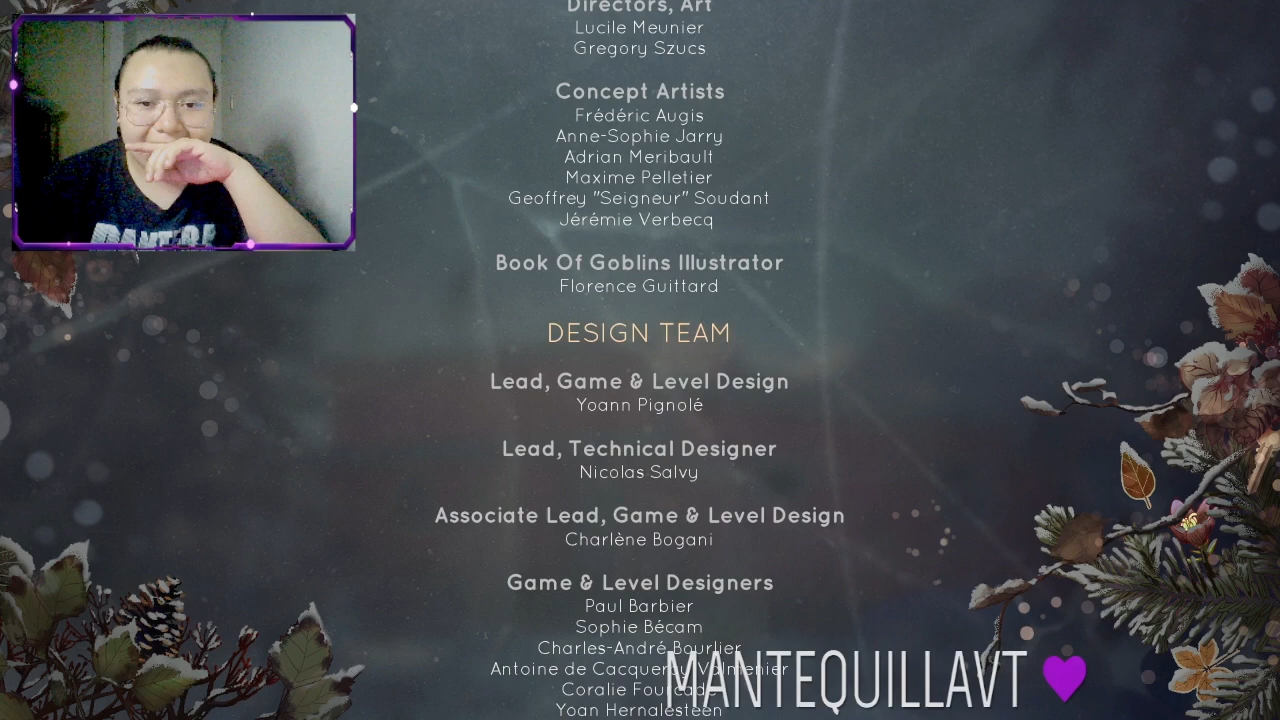 Directors, Art
Lucile Meunier
Gregory Szucs
Concept Artists
Frédéric Augis
Anne-Sophie Jarry
Adrian Meribault
Maxime Pelletier
Geoffrey "Seigneur" Soudant
Jérémie Verbecq
Book Of Goblins Illustrator
Florence Guittard
DESIGN TEAM
Lead, Game & Level Design
Yoann Pignolé
Lead, Technical Designer
Nicolas Salvy
Associate Lead, Game & Level Design
Charlène Bogani
Game & Level Designers
Paul Barbier
Sophie Bécam
Charles-André Bourlier
Antoine de
Coralie
Yoan Hernalesteen
MANTEQUILLAVT